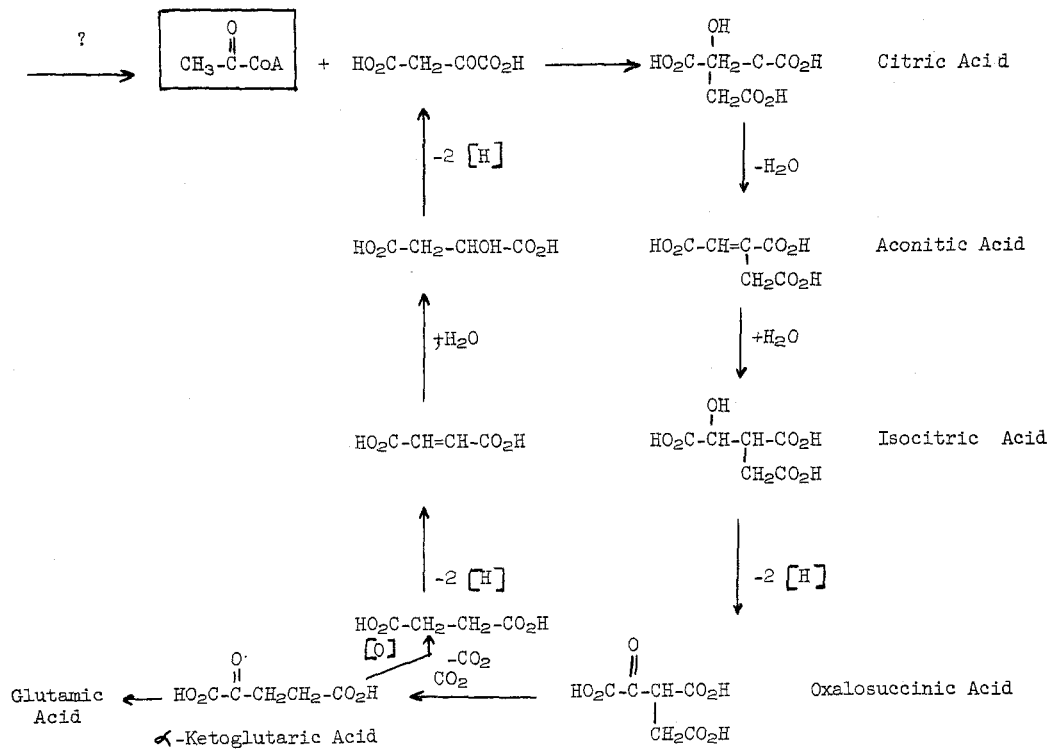 ?
O
CH3-C-CoA + HO2C-CH2-COCO2H
OH
HO2C-CH2-C-CO2H
CH2CO2H
Citric Acid
-2 [H]
-H2O
HO2C-CH2-CHOH-CO2H
HO2C-CH=C-CO2H
CH2CO2H
Aconitic Acid
+H2O
+H2O
HO2C-CH=CH-CO2H
OH
HO2C-CH-CH-CO2H
CH2CO2H
Isocitric Acid
-2 [H]
-2 [H]
HO2C-CH2-CH2-CO2H
[O]
-CO2
CO2
Glutamic
Acid
O
HO2C-C-CH2CH2-CO2H
α-Ketoglutaric Acid
O
HO2C-C-CH-CO2H
CH2CO2H
Oxalosuccinic Acid